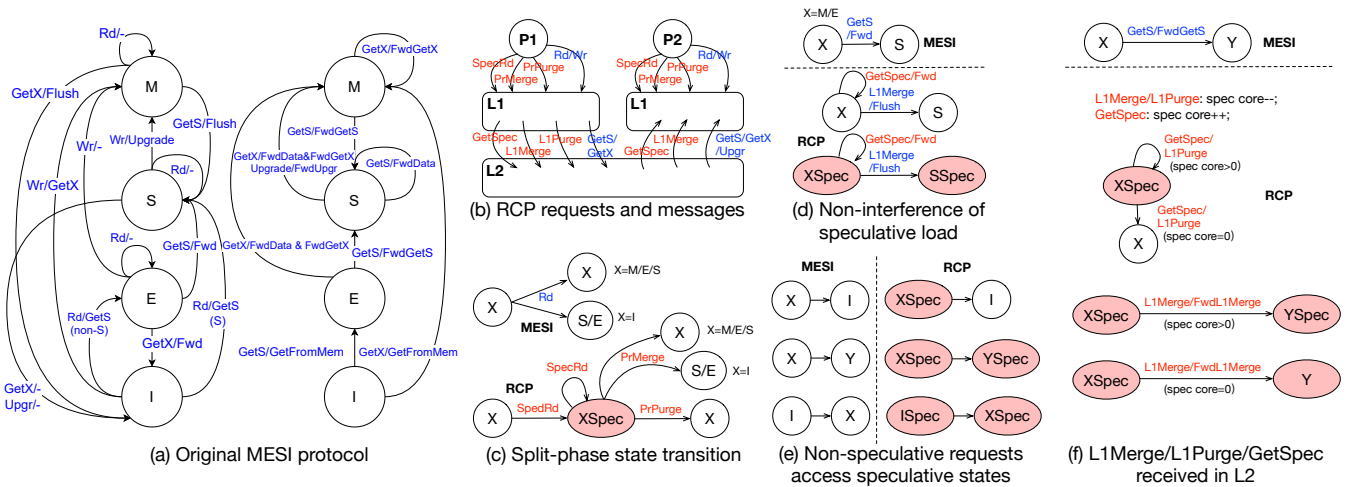 Rd/-
M
GetX/Flush
GetS/Flush
Wr/Upgrade
Wr/-
Rd/-
Wr/GetX
S
Rd/-
GetS/Fwd
E
Rd/GetS
(non-S)
Rd/GetS
(S)
GetX/Fwd
GetX/-
Upgr/-
I
GetX/FwdGetX
M
GetS/FwdGetS
GetX/FwdData&FwdGetX
Upgrade/FwdUpgr
GetS/FwdData
S
GetX/FwdData & FwdGetX
GetS/FwdGetS
E
GetS/GetFromMem
GetX/GetFromMem
I
(a) Original MESI protocol
P1
P2
SpecRd
PrMerge
PrPurge
Rd/Wr
SpecRd
PrMerge
PrPurge
Rd/Wr
L1
L1
GetSpec
L1Merge
L1Purge
GetS/
GetX
GetSpec
L1Merge
GetS/GetX
/Upgr
L2
(b) RCP requests and messages
X
X=M/E/S
X
Rd
MESI
S/E
X=I
X
X=M/E/S
PrMerge
S/E
X=I
SpecRd
RCP
X
SpedRd
XSpec
PrPurge
X
(c) Split-phase state transition
X=M/E
GetS
/Fwd
X
S
MESI
GetSpec/Fwd
L1Merge
/Flush
X
S
RCP
GetSpec/Fwd
L1Merge
/Flush
XSpec
SSpec
(d) Non-interference of
speculative load
MESI
RCP
X
I
XSpec
I
X
Y
XSpec
YSpec
I
X
ISpec
XSpec
(e) Non-speculative requests
access speculative states
GetS/FwdGetS
X
Y
MESI
L1Merge/L1Purge: spec core--;
GetSpec: spec core++;
GetSpec/
L1Purge
(spec core>0)
XSpec
RCP
GetSpec/
L1Purge
(spec core=0)
X
L1Merge/FwdL1Merge
XSpec
YSpec
(spec core>0)
L1Merge/FwdL1Merge
XSpec
Y
(spec core=0)
(f) L1Merge/L1Purge/GetSpec
received in L2